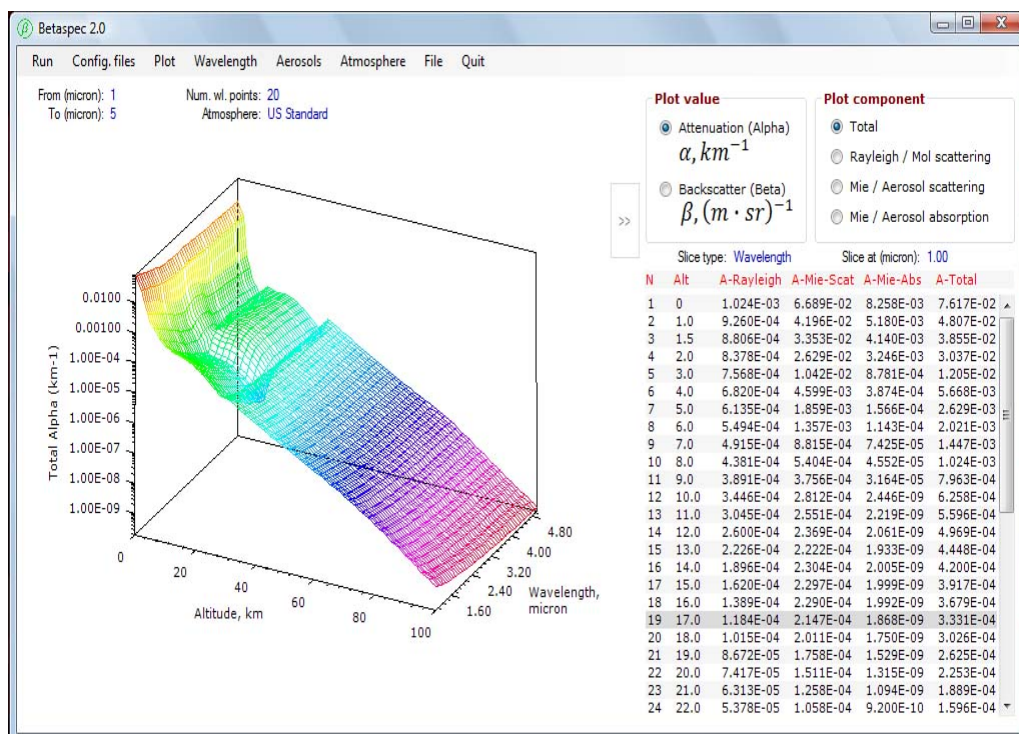 Betaspec 2.0
Run Config. files Plot Wavelength Aerosols Atmosphere File Quit
From (micron): 1 Num. wl. points: 20
To (micron): 5 Atmosphere: US Standard
Plot value
Attenuation (Alpha)
α, km⁻¹
Backscatter (Beta)
β, (m · sr)⁻¹
Plot component
Total
Rayleigh / Mol scattering
Mie / Aerosol scattering
Mie / Aerosol absorption
>>
Slice type: Wavelength Slice at (micron): 1.00
N Alt A-Rayleigh A-Mie-Scat A-Mie-Abs A-Total
1 0 1.024E-03 6.689E-02 8.258E-03 7.617E-02
2 1.0 9.260E-04 4.196E-02 5.180E-03 4.807E-02
3 1.5 8.806E-04 3.353E-02 4.140E-03 3.855E-02
4 2.0 8.378E-04 2.629E-02 3.246E-03 3.037E-02
5 3.0 7.568E-04 1.042E-02 8.781E-04 1.205E-02
6 4.0 6.820E-04 4.599E-03 3.874E-04 5.668E-03
7 5.0 6.135E-04 1.859E-03 1.566E-04 2.629E-03
8 6.0 5.494E-04 1.357E-03 1.143E-04 2.021E-03
9 7.0 4.915E-04 8.815E-04 7.425E-05 1.447E-03
10 8.0 4.381E-04 5.404E-04 4.552E-05 1.024E-03
11 9.0 3.891E-04 3.756E-04 3.164E-05 7.963E-04
12 10.0 3.446E-04 2.812E-04 2.446E-09 6.258E-04
13 11.0 3.045E-04 2.551E-04 2.219E-09 5.596E-04
14 12.0 2.600E-04 2.369E-04 2.061E-09 4.969E-04
15 13.0 2.226E-04 2.222E-04 1.933E-09 4.448E-04
16 14.0 1.896E-04 2.304E-04 2.005E-09 4.200E-04
17 15.0 1.620E-04 2.297E-04 1.999E-09 3.917E-04
18 16.0 1.389E-04 2.290E-04 1.992E-09 3.679E-04
19 17.0 1.184E-04 2.147E-04 1.868E-09 3.331E-04
20 18.0 1.015E-04 2.011E-04 1.750E-09 3.026E-04
21 19.0 8.672E-05 1.758E-04 1.529E-09 2.625E-04
22 20.0 7.417E-05 1.511E-04 1.315E-09 2.253E-04
23 21.0 6.313E-05 1.258E-04 1.094E-09 1.889E-04
24 22.0 5.378E-05 1.058E-04 9.200E-10 1.596E-04
Total Alpha (km-1)
0.0100
0.00100
1.00E-04
1.00E-05
1.00E-06
1.00E-07
1.00E-08
1.00E-09
0
20
40
60
80
100
Altitude, km
1.60
2.40
3.20
4.00
4.80
Wavelength,
micron